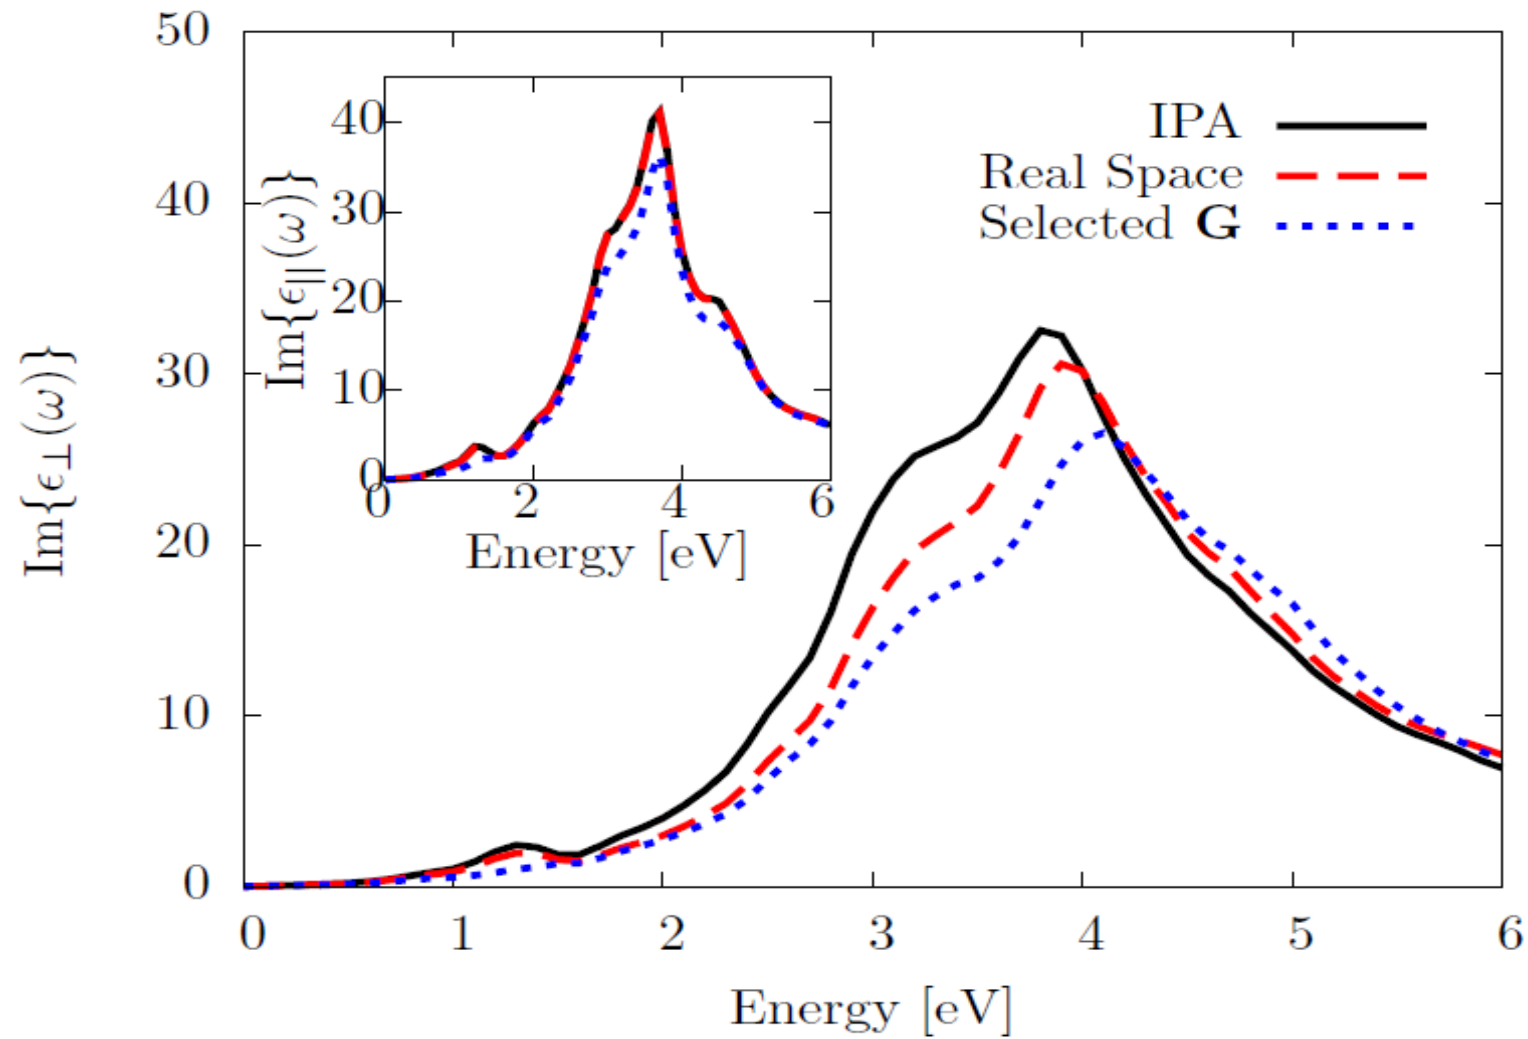 50
40
30
20
10
0
0 1 2 3 4 5 6
Energy [eV]
Im{ϵ⊥(ω)}
IPA
Real Space
Selected G
40
30
20
10
0
0 2 4 6
Energy [eV]
Im{ϵ||(ω)}